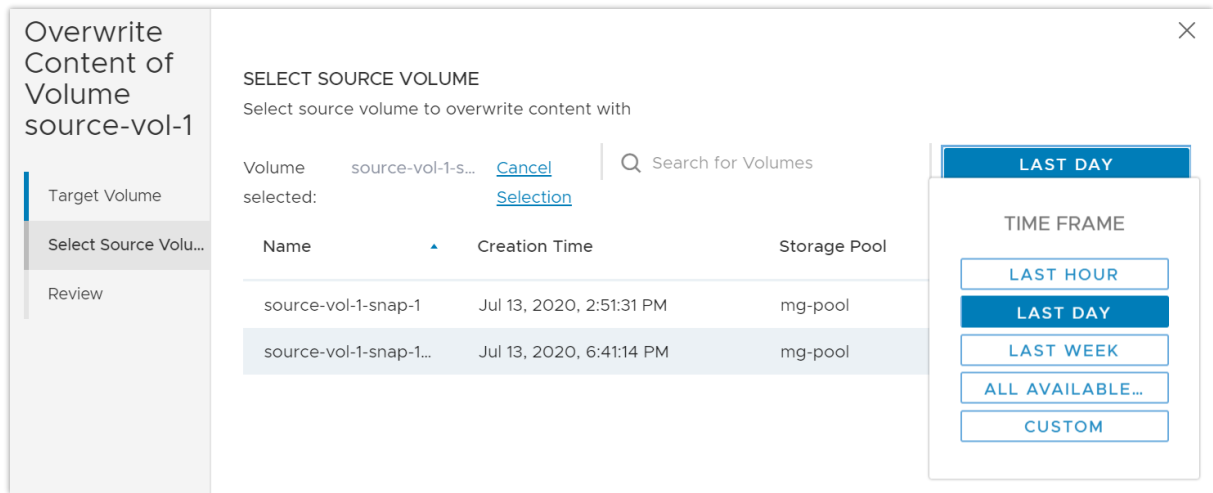 Overwrite
Content of
Volume
source-vol-1
Target Volume
Select Source Volu...
Review
SELECT SOURCE VOLUME
Select source volume to overwrite content with
Volume selected:
source-vol-1-s...
Cancel Selection
Search for Volumes
LAST DAY
Name Creation Time Storage Pool
source-vol-1-snap-1 Jul 13, 2020, 2:51:31 PM mg-pool
source-vol-1-snap-1... Jul 13, 2020, 6:41:14 PM mg-pool
TIME FRAME
LAST HOUR
LAST DAY
LAST WEEK
ALL AVAILABLE...
CUSTOM